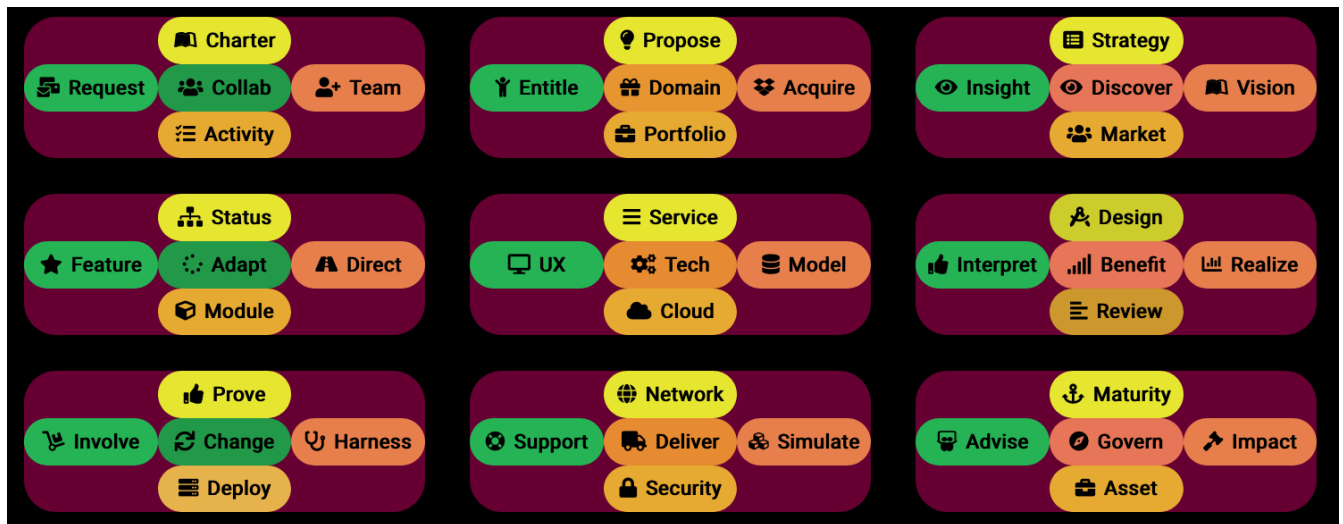 Charter
Propose
Strategy
Request Collab Team
Entitle Domain Acquire
Insight Discover Vision
Activity
Portfolio
Market
Status
Service
Design
Feature Adapt Direct
UX Tech Model
Interpret Benefit Realize
Module
Cloud
Review
Prove
Network
Maturity
Involve Change Harness
Support Deliver Simulate
Advise Govern Impact
Deploy
Security
Asset